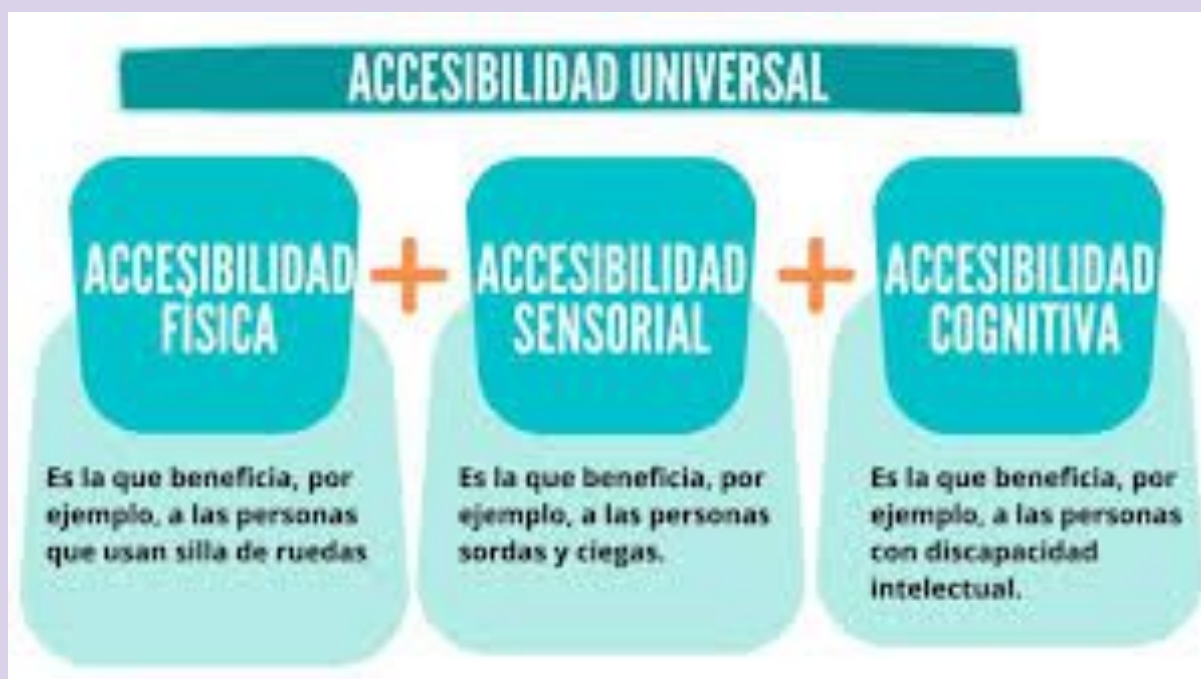 ACCESIBILIDAD UNIVERSAL
ACCESIBILIDAD
FÍSICA
Es la que beneficia, por
ejemplo, a las personas
que usan silla de ruedas
ACCESIBILIDAD
SENSORIAL
Es la que beneficia, por
ejemplo, a las personas
sordas y ciegas.
ACCESIBILIDAD
COGNITIVA
Es la que beneficia, por
ejemplo, a las personas
con discapacidad
intelectual.